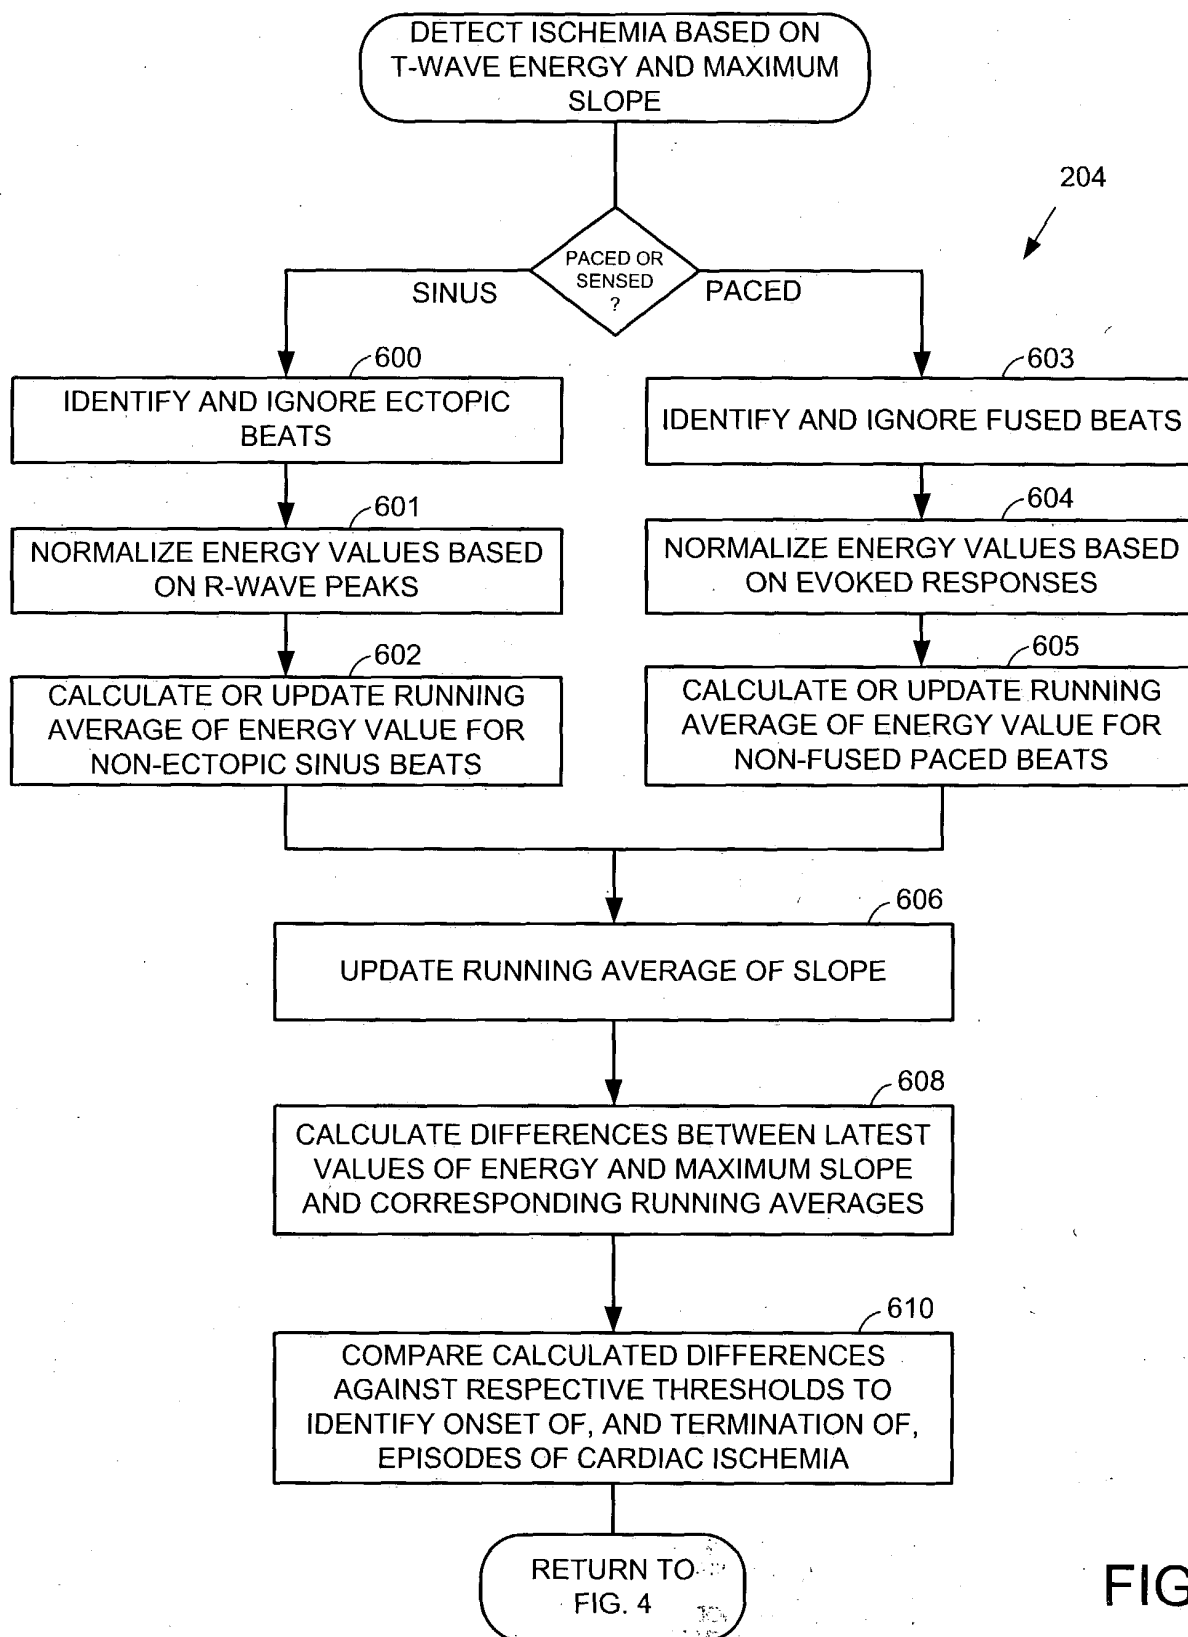 DETECT ISCHEMIA BASED ON
T-WAVE ENERGY AND MAXIMUM
SLOPE
204
PACED OR
SENSED
?
SINUS
PACED
600
IDENTIFY AND IGNORE ECTOPIC
BEATS
603
IDENTIFY AND IGNORE FUSED BEATS
601
NORMALIZE ENERGY VALUES BASED
ON R-WAVE PEAKS
604
NORMALIZE ENERGY VALUES BASED
ON EVOKED RESPONSES
602
CALCULATE OR UPDATE RUNNING
AVERAGE OF ENERGY VALUE FOR
NON-ECTOPIC SINUS BEATS
605
CALCULATE OR UPDATE RUNNING
AVERAGE OF ENERGY VALUE FOR
NON-FUSED PACED BEATS
606
UPDATE RUNNING AVERAGE OF SLOPE
608
CALCULATE DIFFERENCES BETWEEN LATEST
VALUES OF ENERGY AND MAXIMUM SLOPE
AND CORRESPONDING RUNNING AVERAGES
610
COMPARE CALCULATED DIFFERENCES
AGAINST RESPECTIVE THRESHOLDS TO
IDENTIFY ONSET OF, AND TERMINATION OF,
EPISODES OF CARDIAC ISCHEMIA
RETURN TO
FIG. 4
FIG